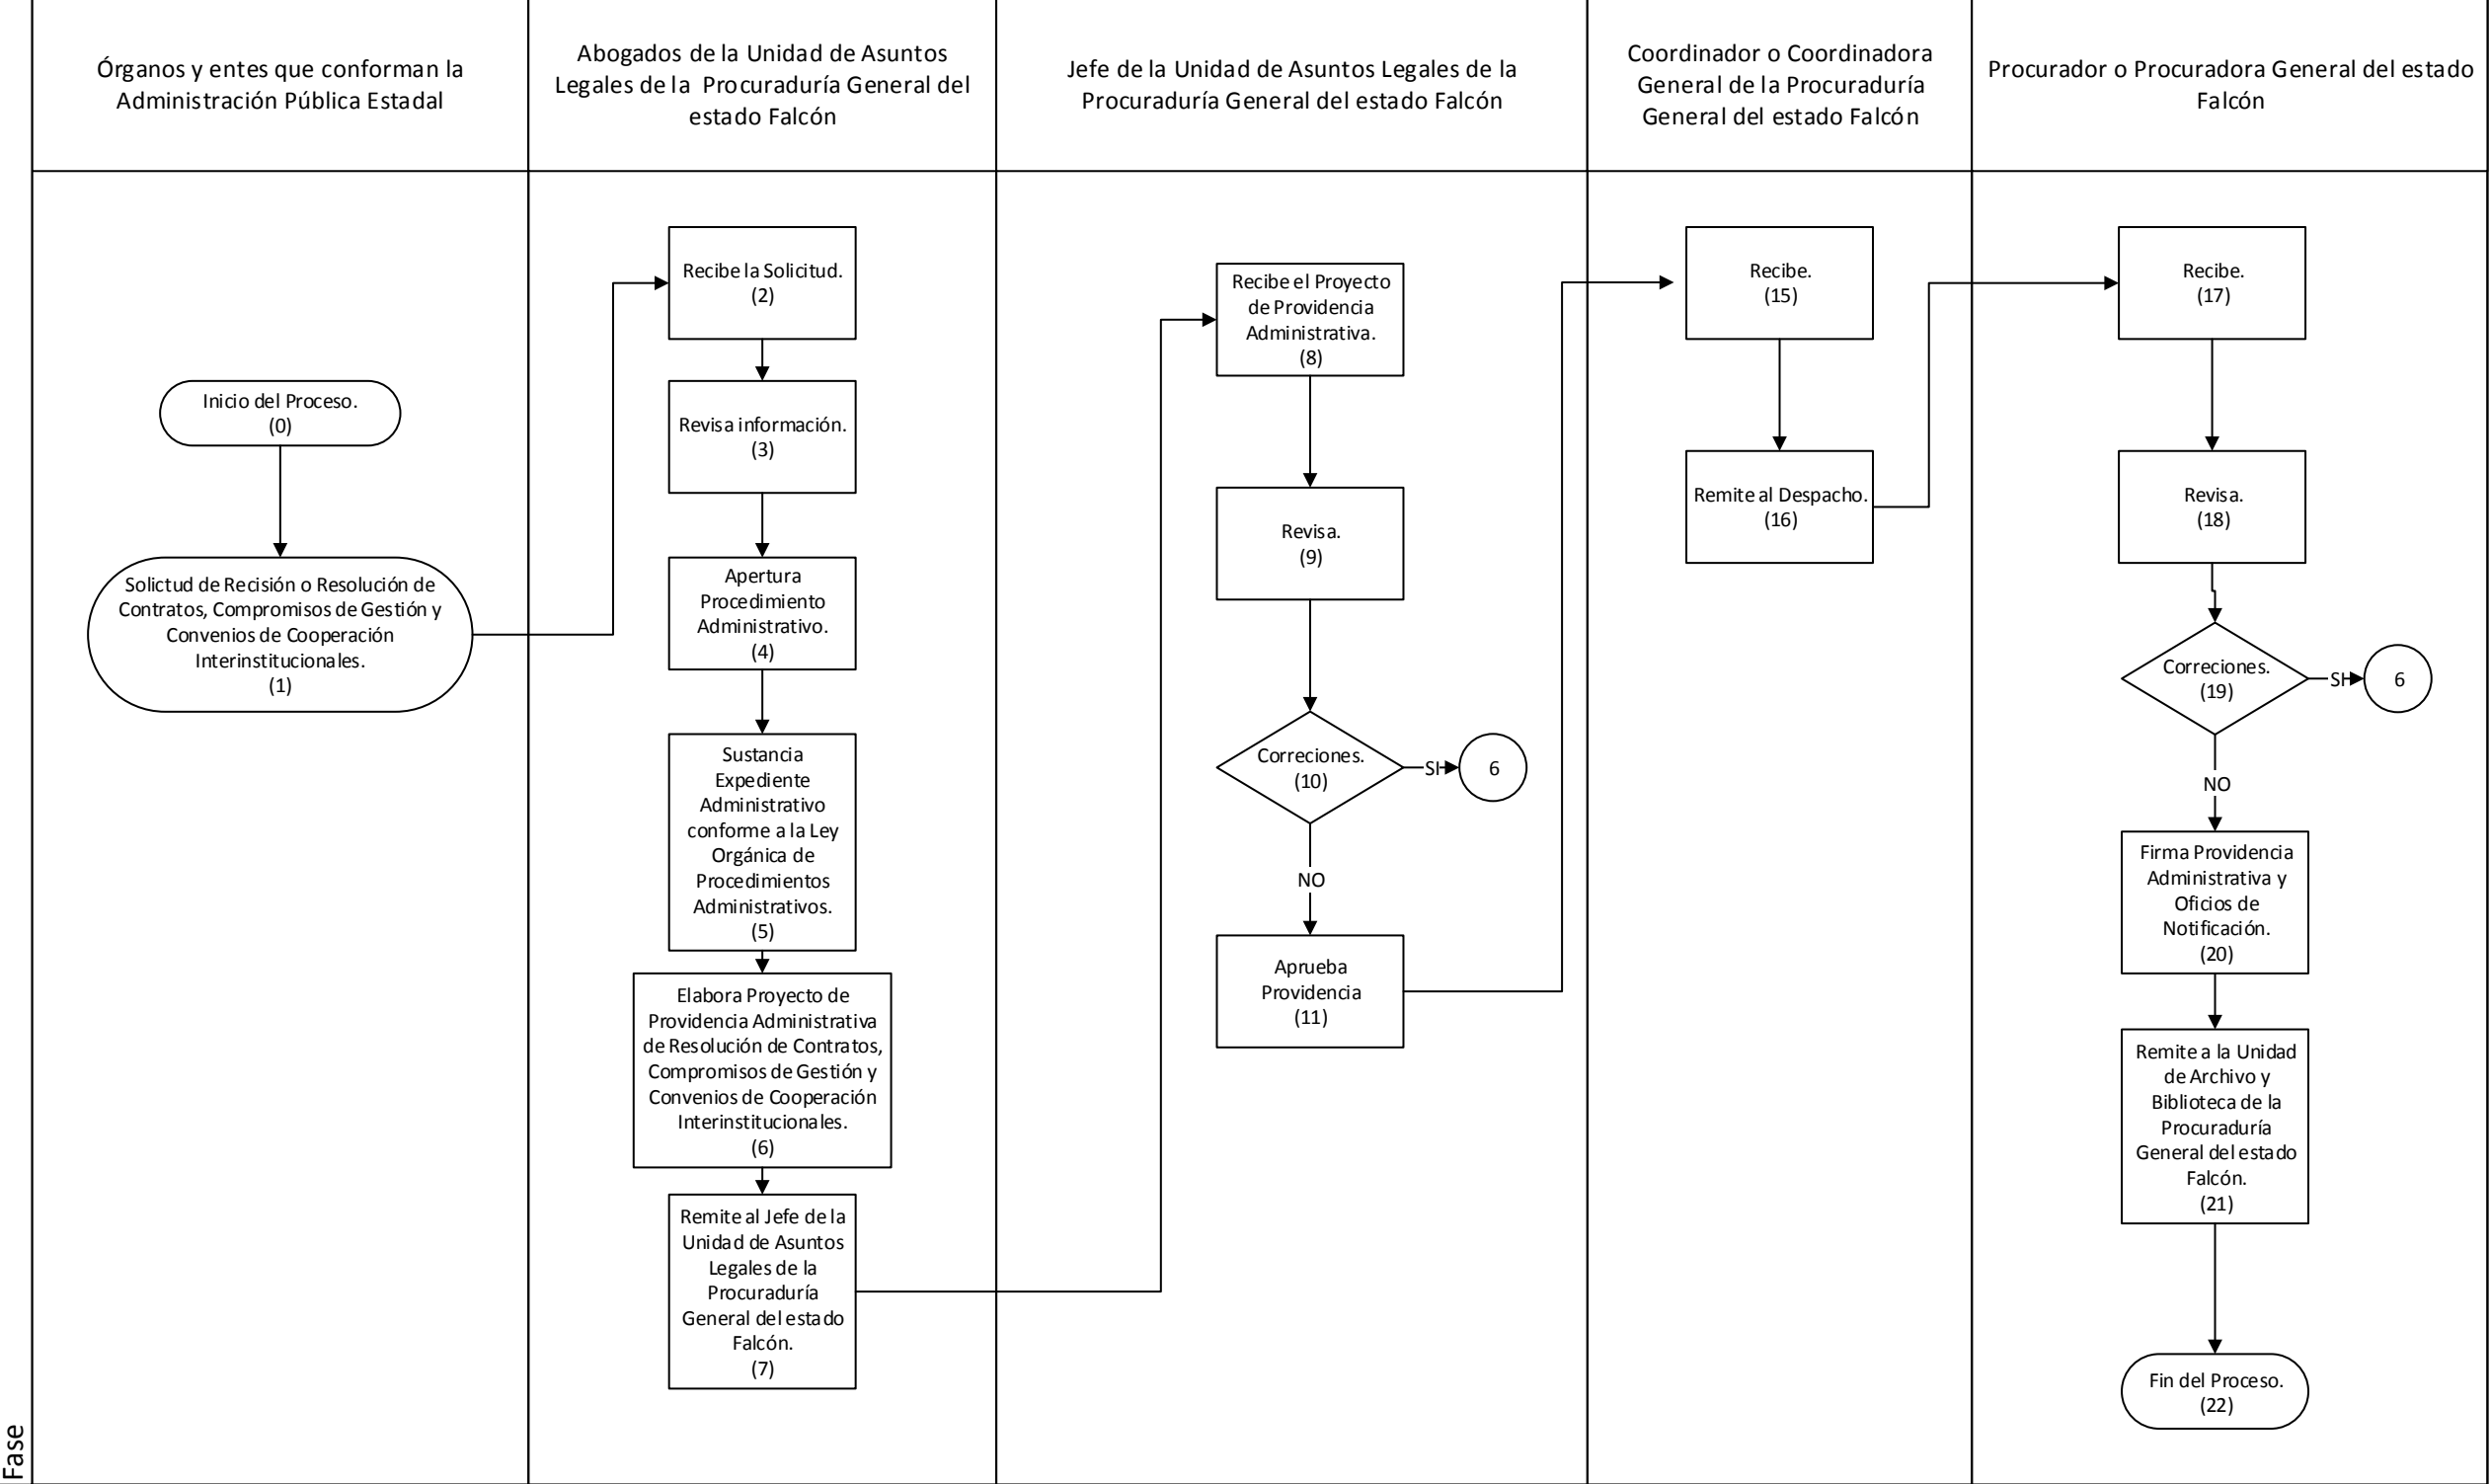 Órganos y entes que conforman la
Administración Pública Estadal
Abogados de la Unidad de Asuntos
Legales de la Procuraduría General del
estado Falcón
Jefe de la Unidad de Asuntos Legales de la
Procuraduría General del estado Falcón
Coordinador o Coordinadora
General de la Procuraduría
General del estado Falcón
Procurador o Procuradora General del estado
Falcón
Inicio del Proceso.
(0)
Solictud de Recisión o Resolución de
Contratos, Compromisos de Gestión y
Convenios de Cooperación
Interinstitucionales.
(1)
Recibe la Solicitud.
(2)
Revisa información.
(3)
Apertura
Procedimiento
Administrativo.
(4)
Sustancia
Expediente
Administrativo
conforme a la Ley
Orgánica de
Procedimientos
Administrativos.
(5)
Elabora Proyecto de
Providencia Administrativa
de Resolución de Contratos,
Compromisos de Gestión y
Convenios de Cooperación
Interinstitucionales.
(6)
Remite al Jefe de la
Unidad de Asuntos
Legales de la
Procuraduría
General del estado
Falcón.
(7)
Recibe el Proyecto
de Providencia
Administrativa.
(8)
Revisa.
(9)
Correciones.
(10)
SI
6
NO
Aprueba
Providencia
(11)
Recibe.
(15)
Remite al Despacho.
(16)
Recibe.
(17)
Revisa.
(18)
Correciones.
(19)
SI
6
NO
Firma Providencia
Administrativa y
Oficios de
Notificación.
(20)
Remite a la Unidad
de Archivo y
Biblioteca de la
Procuraduría
General del estado
Falcón.
(21)
Fin del Proceso.
(22)
Fase